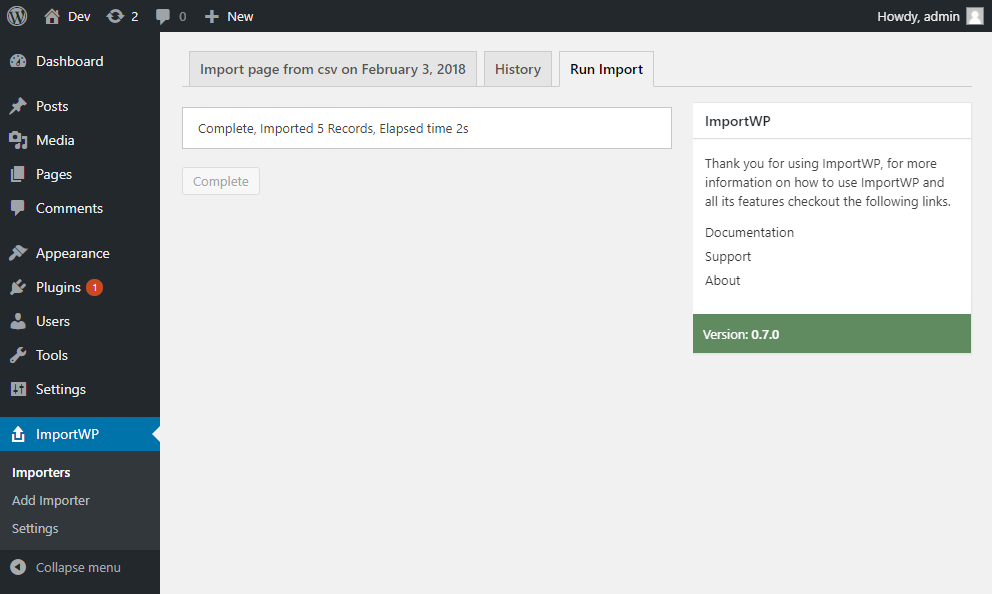 Dev 2 0 New Howdy, admin
Dashboard
Posts
Media
Pages
Comments
Appearance
Plugins 1
Users
Tools
Settings
ImportWP
Importers
Add Importer
Settings
Collapse menu
Import page from csv on February 3, 2018 History Run Import
Complete, Imported 5 Records, Elapsed time 2s
Complete
ImportWP
Thank you for using ImportWP, for more
information on how to use ImportWP and
all its features checkout the following links.
Documentation
Support
About
Version: 0.7.0